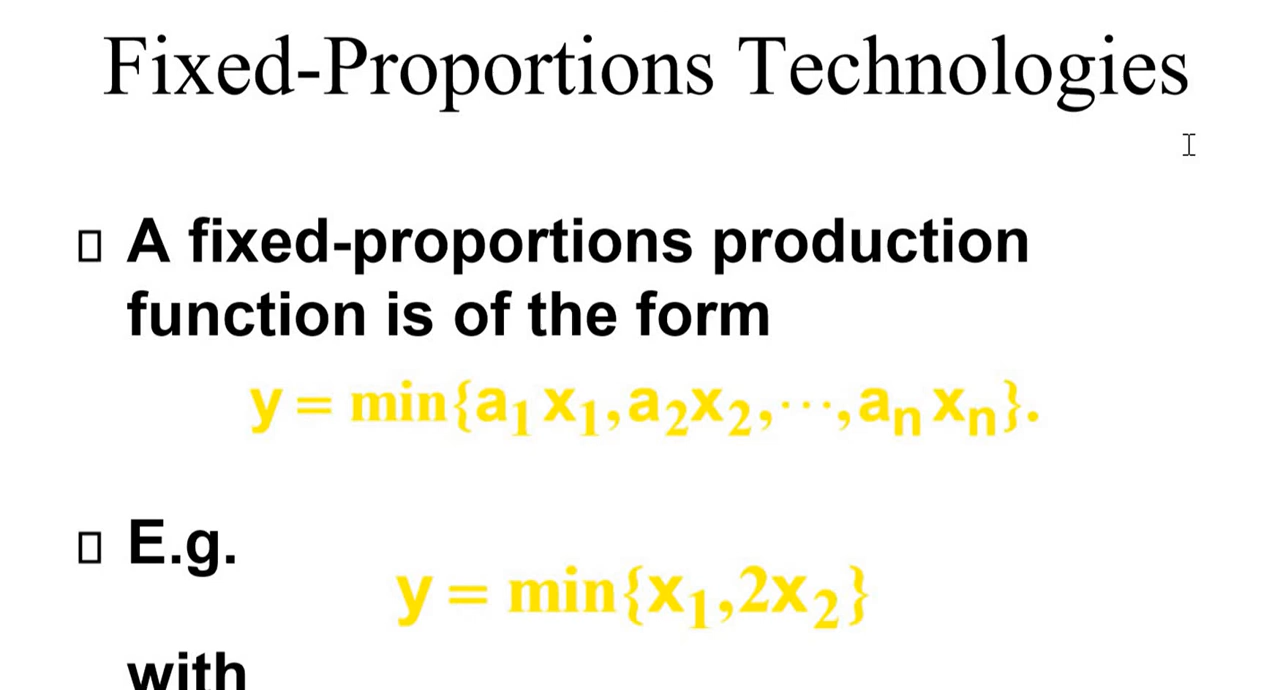 Fixed-Proportions Technologies
A fixed-proportions production
function is of the form
y = min{a₁x₁,a₂x₂,⋯,aₙxₙ}.
E.g.
y = min{x₁,2x₂}
with